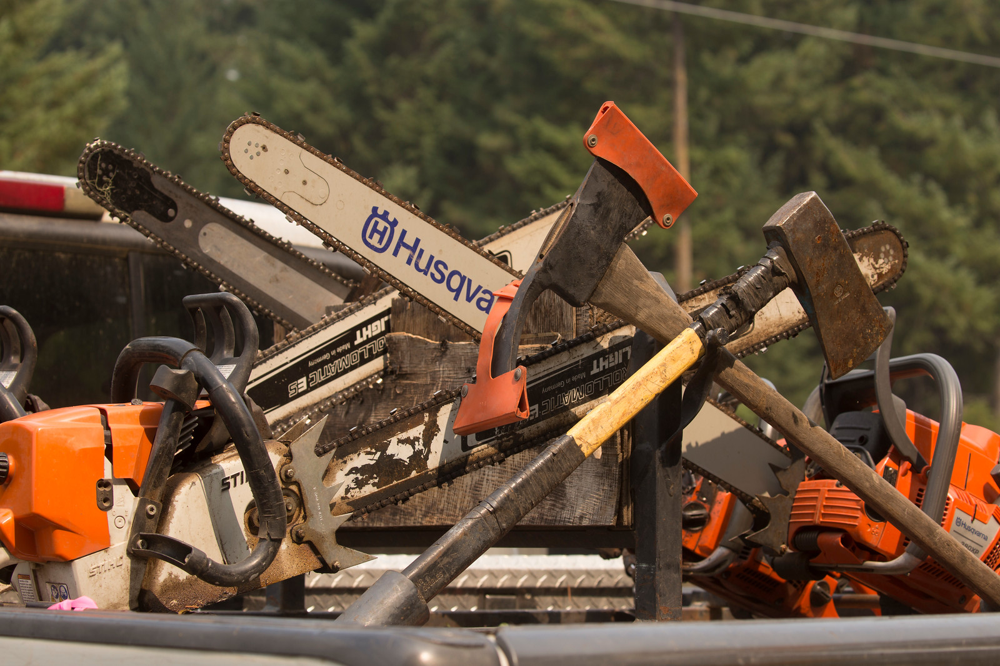 H Husqva
LIGHT
ROLLOMATIC ES
Made in Germany
LIGHT
ROLLOMATIC ES
Made in Germany
STI
STIHL
Husqvarna